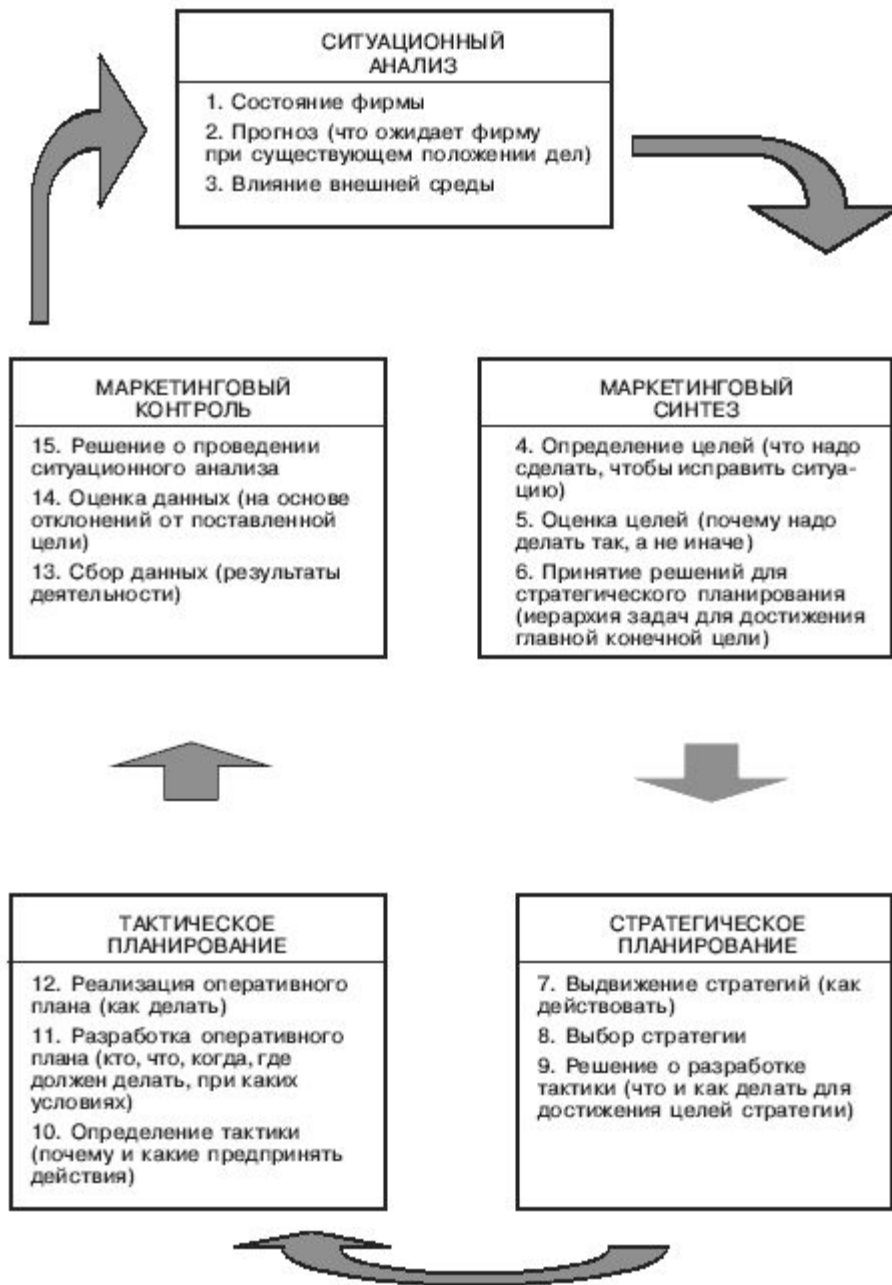 СИТУАЦИОННЫЙ
АНАЛИЗ
1. Состояние фирмы
2. Прогноз (что ожидает фирму
при существующем положении дел)
3. Влияние внешней среды
МАРКЕТИНГОВЫЙ
КОНТРОЛЬ
15. Решение о проведении
ситуационного анализа
14. Оценка данных (на основе
отклонений от поставленной
цели)
13. Сбор данных (результаты
деятельности)
МАРКЕТИНГОВЫЙ
СИНТЕЗ
4. Определение целей (что надо
сделать, чтобы исправить ситуа-
цию)
5. Оценка целей (почему надо
делать так, а не иначе)
6. Принятие решений для
стратегического планирования
(иерархия задач для достижения
главной конечной цели)
ТАКТИЧЕСКОЕ
ПЛАНИРОВАНИЕ
12. Реализация оперативного
плана (как делать)
11. Разработка оперативного
плана (кто, что, когда, где
должен делать, при каких
условиях)
10. Определение тактики
(почему и какие предпринять
действия)
СТРАТЕГИЧЕСКОЕ
ПЛАНИРОВАНИЕ
7. Выдвижение стратегий (как
действовать)
8. Выбор стратегии
9. Решение о разработке
тактики (что и как делать для
достижения целей стратегии)